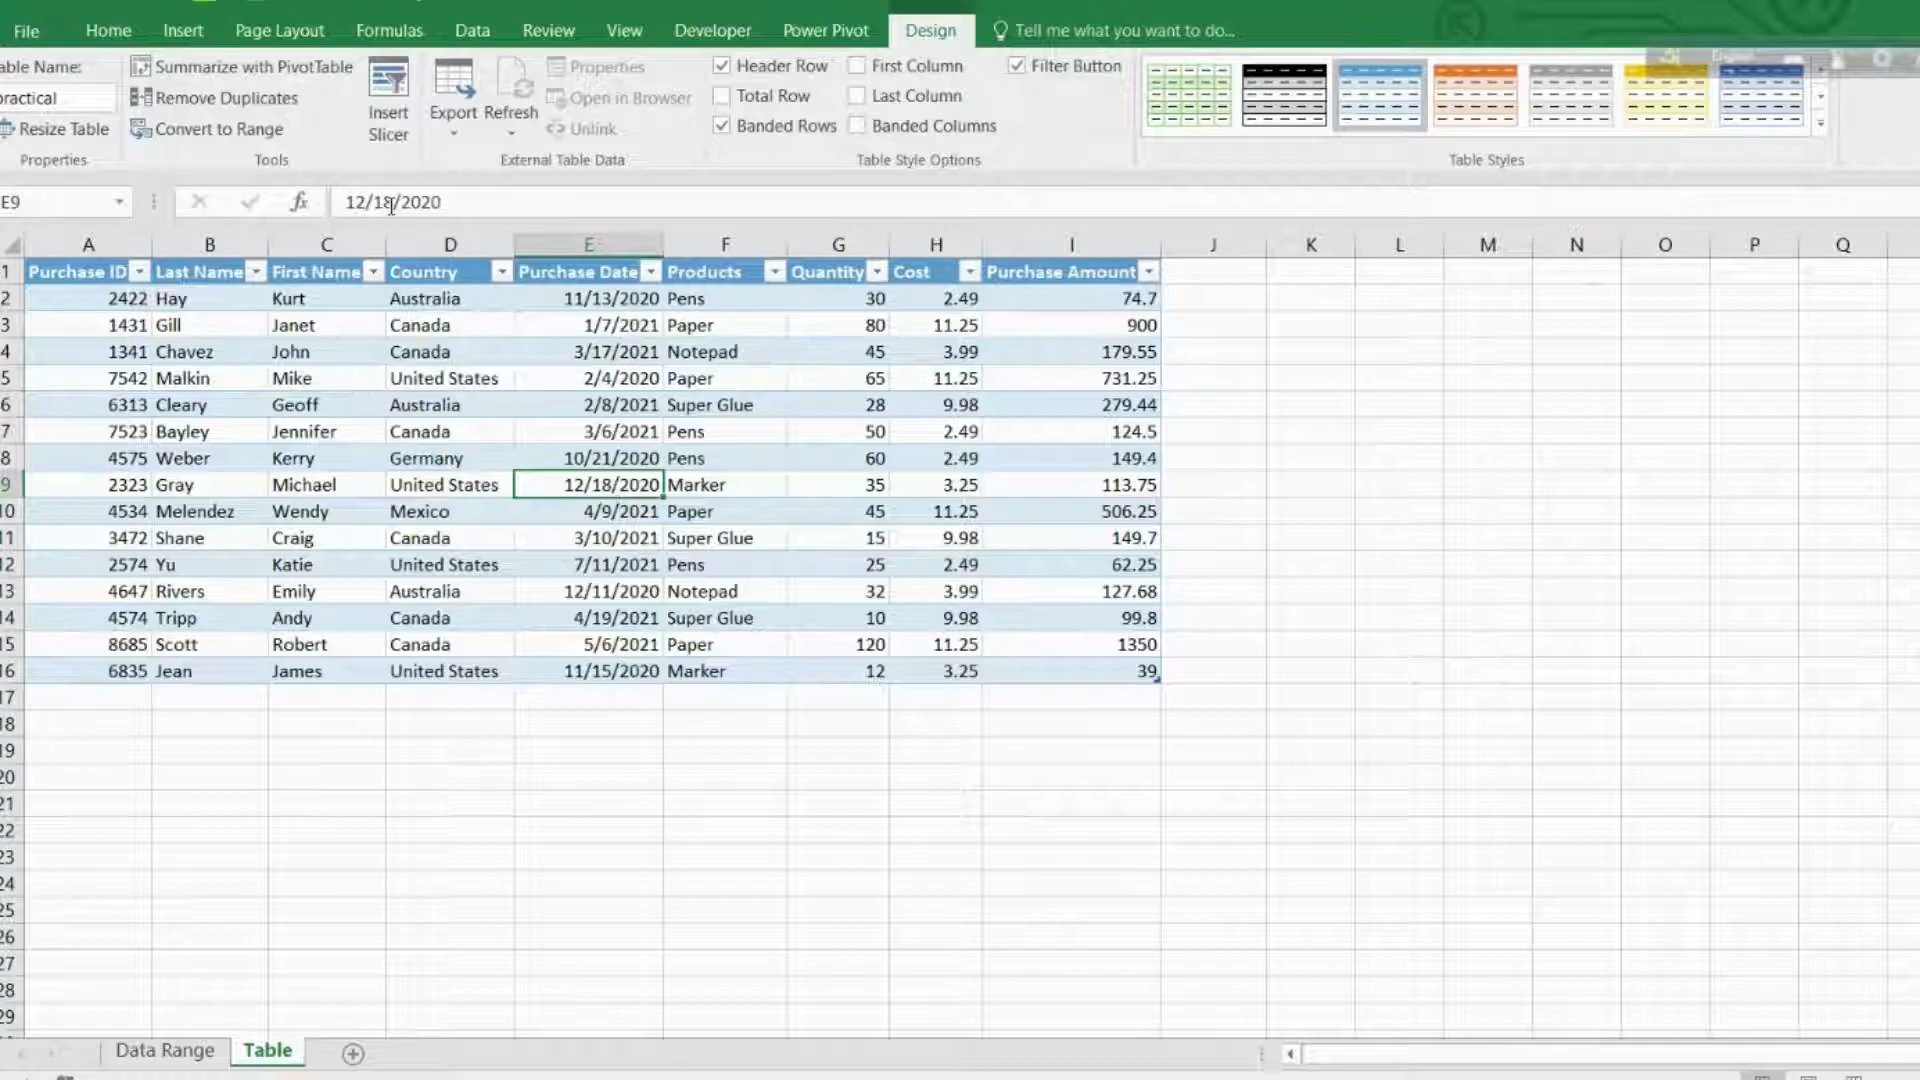 File Home Insert Page Layout Formulas Data Review View Developer Power Pivot Design Tell me what you want to do...
able Name: Summarize with PivotTable Properties Header Row First Column Filter Button
practical Remove Duplicates Insert Slicer Export Refresh Open in Browser Total Row Last Column
Resize Table Convert to Range Unlink Banded Rows Banded Columns
Properties Tools External Table Data Table Style Options Table Styles
E9 fx 12/18/2020
A B C D E F G H I J K L M N O P Q
1 Purchase ID Last Name First Name Country Purchase Date Products Quantity Cost Purchase Amount
2 2422 Hay Kurt Australia 11/13/2020 Pens 30 2.49 74.7
3 1431 Gill Janet Canada 1/7/2021 Paper 80 11.25 900
4 1341 Chavez John Canada 3/17/2021 Notepad 45 3.99 179.55
5 7542 Malkin Mike United States 2/4/2020 Paper 65 11.25 731.25
6 6313 Cleary Geoff Australia 2/8/2021 Super Glue 28 9.98 279.44
7 7523 Bayley Jennifer Canada 3/6/2021 Pens 50 2.49 124.5
8 4575 Weber Kerry Germany 10/21/2020 Pens 60 2.49 149.4
9 2323 Gray Michael United States 12/18/2020 Marker 35 3.25 113.75
10 4534 Melendez Wendy Mexico 4/9/2021 Paper 45 11.25 506.25
11 3472 Shane Craig Canada 3/10/2021 Super Glue 15 9.98 149.7
12 2574 Yu Katie United States 7/11/2021 Pens 25 2.49 62.25
13 4647 Rivers Emily Australia 12/11/2020 Notepad 32 3.99 127.68
14 4574 Tripp Andy Canada 4/19/2021 Super Glue 10 9.98 99.8
15 8685 Scott Robert Canada 5/6/2021 Paper 120 11.25 1350
16 6835 Jean James United States 11/15/2020 Marker 12 3.25 39
17
18
19
20
21
22
23
24
25
26
27
28
29
Data Range Table